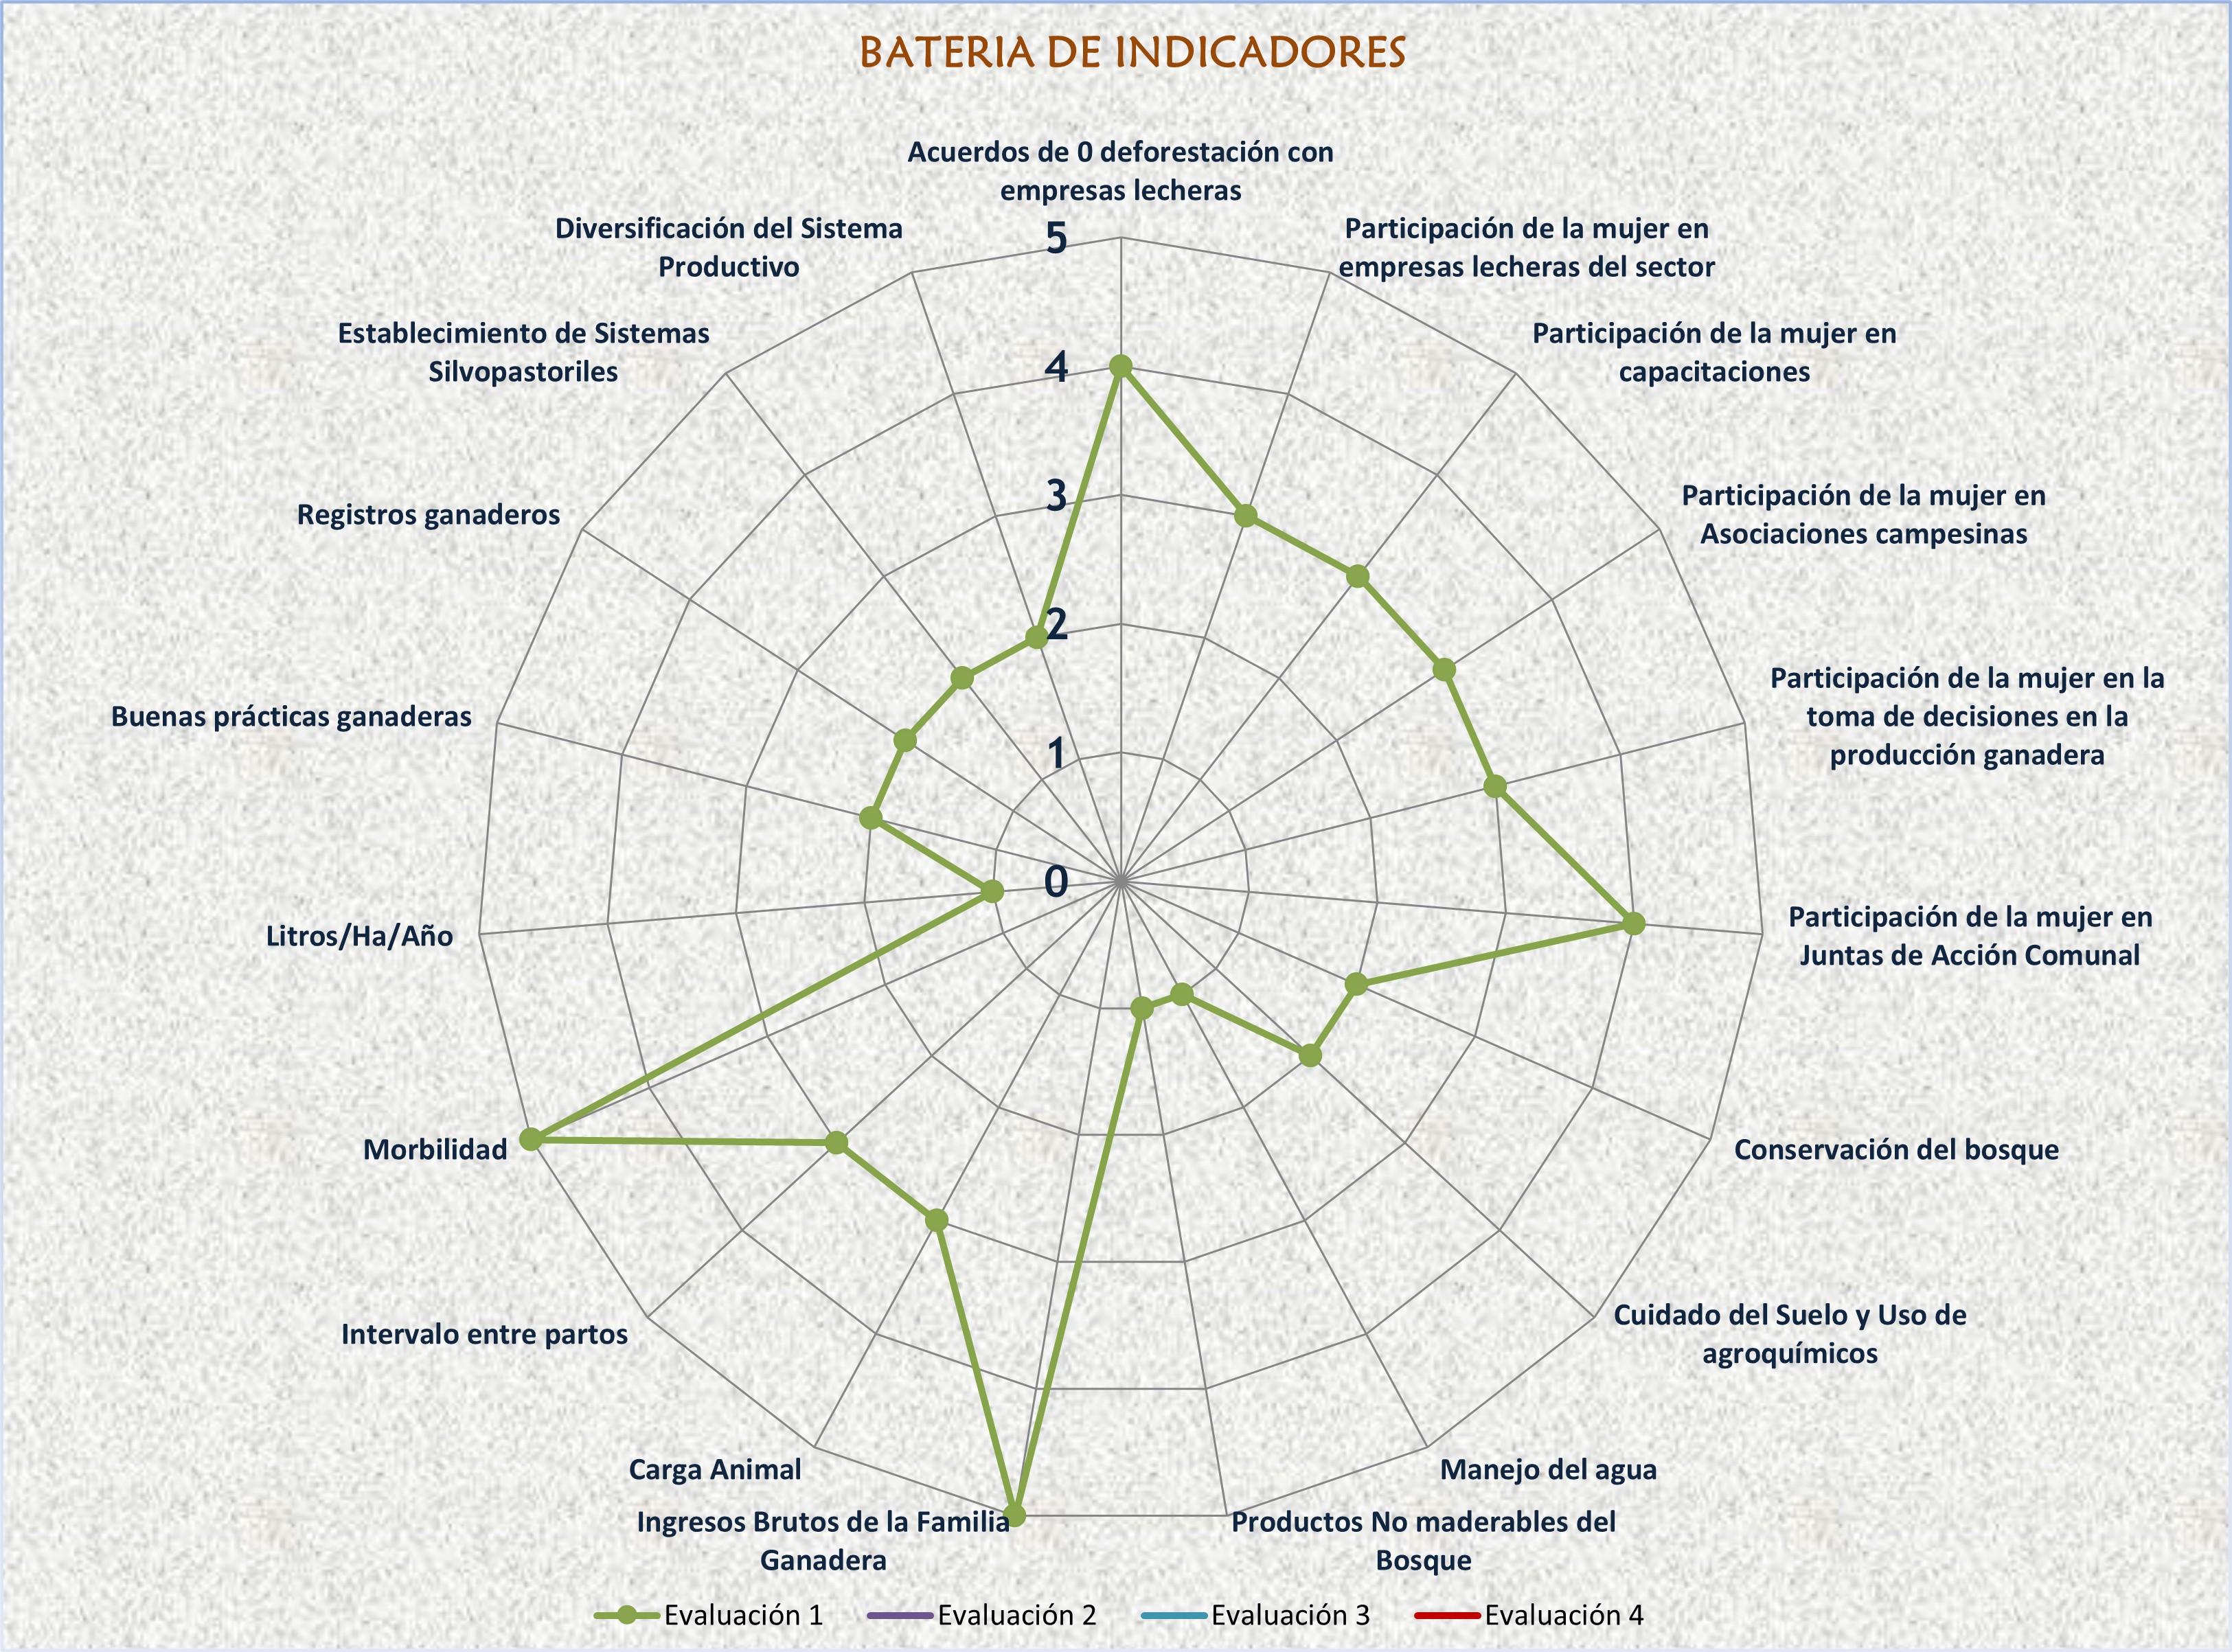 BATERIA DE INDICADORES
Acuerdos de 0 deforestación con
empresas lecheras
Participación de la mujer en
empresas lecheras del sector
Participación de la mujer en
capacitaciones
Participación de la mujer en
Asociaciones campesinas
Participación de la mujer en la
toma de decisiones en la
producción ganadera
Participación de la mujer en
Juntas de Acción Comunal
Conservación del bosque
Cuidado del Suelo y Uso de
agroquímicos
Manejo del agua
Productos No maderables del
Bosque
Ingresos Brutos de la Familia
Ganadera
Carga Animal
Intervalo entre partos
Morbilidad
Litros/Ha/Año
Buenas prácticas ganaderas
Registros ganaderos
Establecimiento de Sistemas
Silvopastoriles
Diversificación del Sistema
Productivo
5
4
3
2
1
0
Evaluación 1
Evaluación 2
Evaluación 3
Evaluación 4